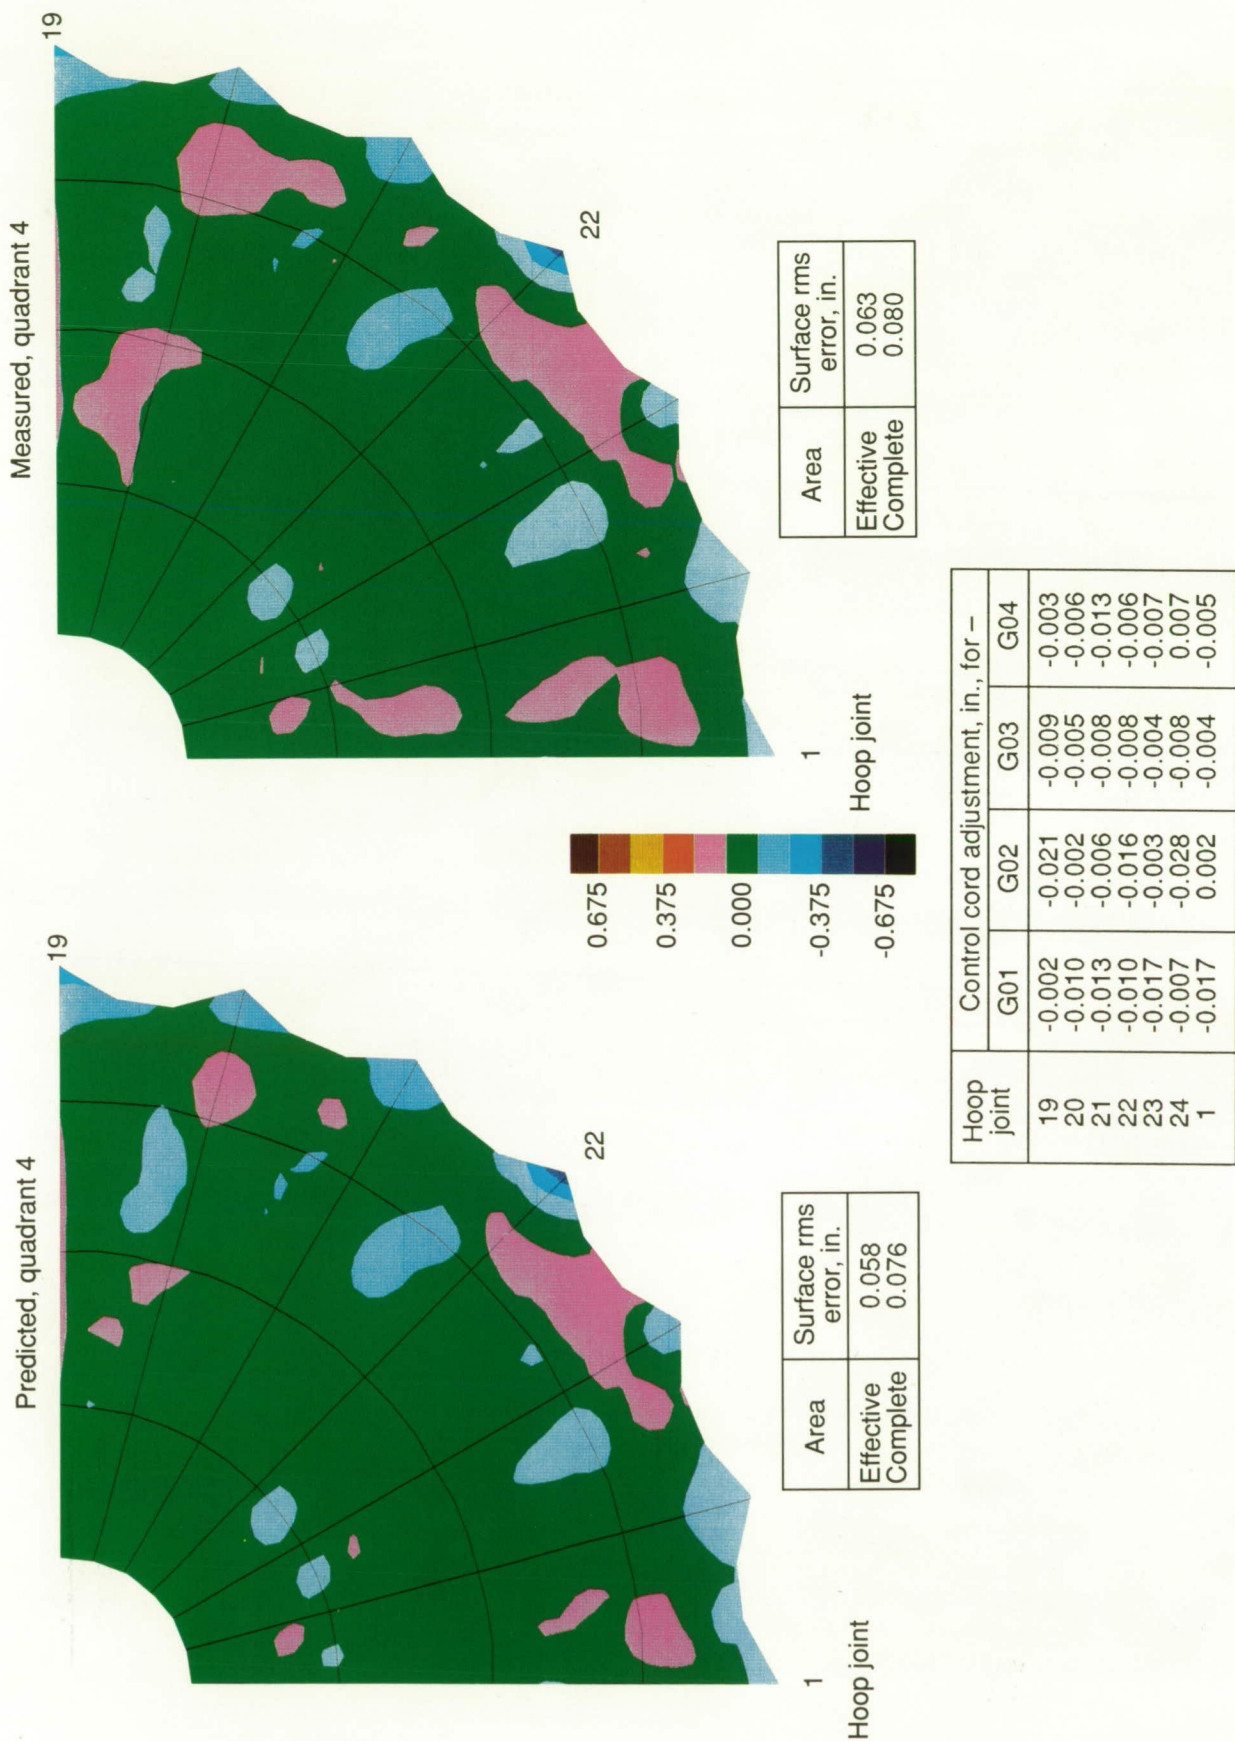 Predicted, quadrant 4
19
22
1
Hoop joint
Area Surface rms error, in.
Effective 0.058
Complete 0.076
Measured, quadrant 4
19
22
1
Hoop joint
Area Surface rms error, in.
Effective 0.063
Complete 0.080
0.675
0.375
0.000
-0.375
-0.675
Hoop joint Control cord adjustment, in., for –
G01 G02 G03 G04
19 -0.002 -0.021 -0.009 -0.003
20 -0.010 -0.002 -0.005 -0.006
21 -0.013 -0.006 -0.008 -0.013
22 -0.010 -0.016 -0.008 -0.006
23 -0.017 -0.003 -0.004 -0.007
24 -0.007 -0.028 -0.008 0.007
1 -0.017 0.002 -0.004 -0.005